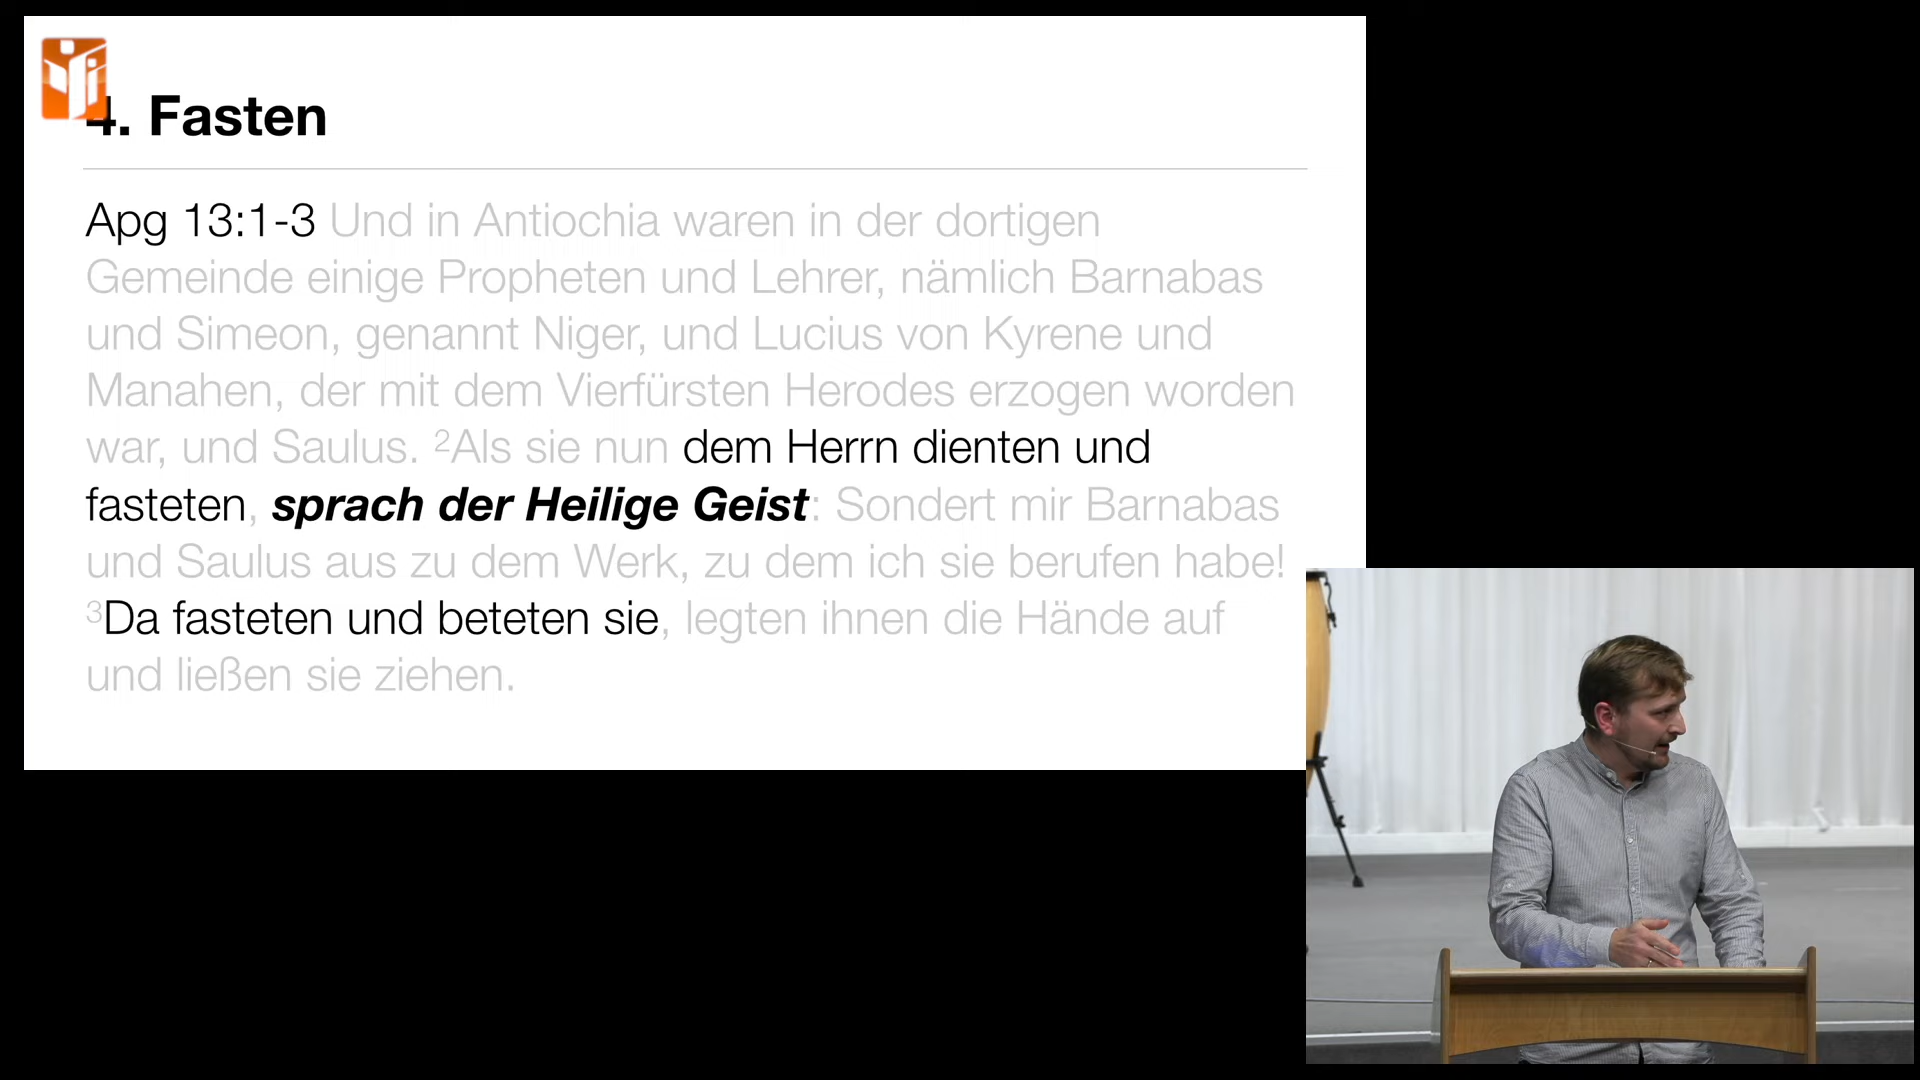 4. Fasten
Apg 13:1-3 Und in Antiochia waren in der dortigen
Gemeinde einige Propheten und Lehrer, nämlich Barnabas
und Simeon, genannt Niger, und Lucius von Kyrene und
Manahen, der mit dem Vierfürsten Herodes erzogen worden
war, und Saulus. ²Als sie nun dem Herrn dienten und
fasteten, sprach der Heilige Geist: Sondert mir Barnabas
und Saulus aus zu dem Werk, zu dem ich sie berufen habe!
³Da fasteten und beteten sie, legten ihnen die Hände auf
und ließen sie ziehen.